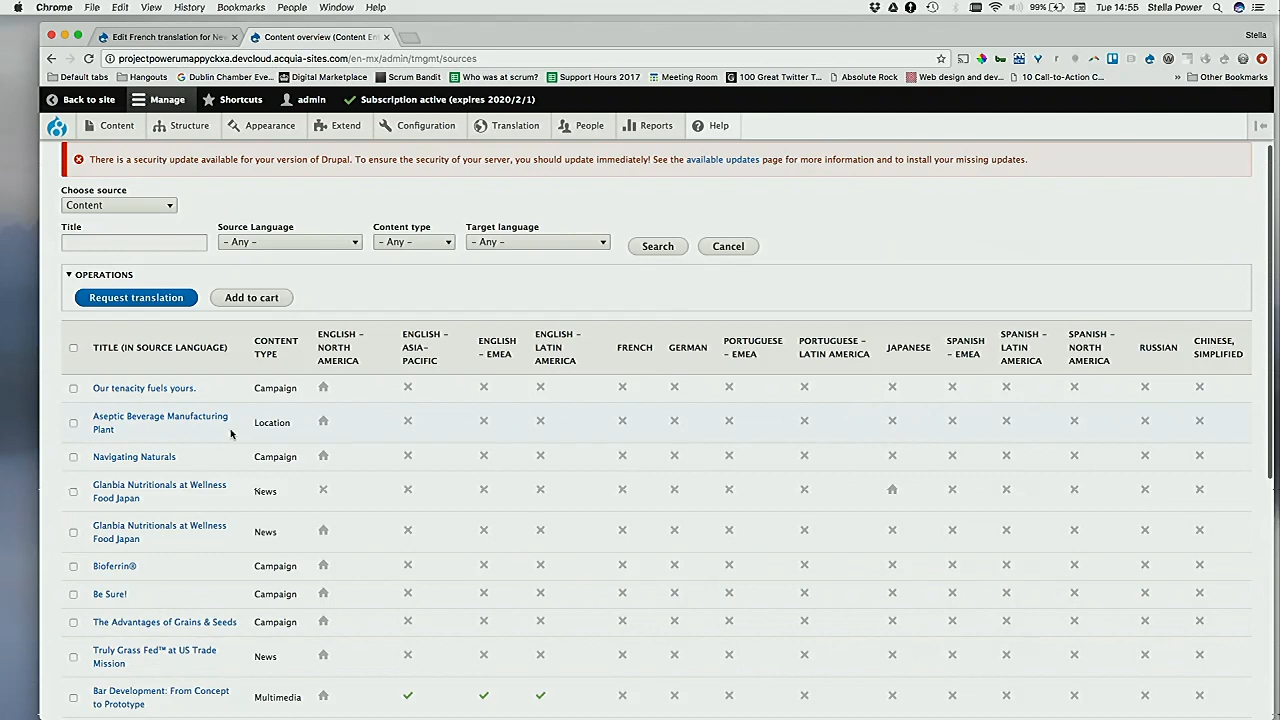 Chrome File Edit View History Bookmarks People Window Help 99% Tue 14:55 Stella Power
Edit French translation for Ne
Content overview (Content En
Stella
projectpowerumappyckxa.devcloud.acquia-sites.com/en-mx/admin/tmgmt/sources
Default tabs Hangouts Dublin Chamber Eve... Digital Marketplace Scrum Bandit Who was at scrum? Support Hours 2017 Meeting Room 100 Great Twitter T... Absolute Rock Web design and dev... 10 Call-to-Action C... » Other Bookmarks
Back to site Manage Shortcuts admin Subscription active (expires 2020/2/1)
Content Structure Appearance Extend Configuration Translation People Reports Help
There is a security update available for your version of Drupal. To ensure the security of your server, you should update immediately! See the available updates page for more information and to install your missing updates.
Choose source
Content
Title Source Language Content type Target language
- Any - - Any - - Any - Search Cancel
OPERATIONS
Request translation Add to cart
TITLE (IN SOURCE LANGUAGE)
CONTENT
TYPE
ENGLISH -
NORTH
AMERICA
ENGLISH -
ASIA-
PACIFIC
ENGLISH
- EMEA
ENGLISH -
LATIN
AMERICA
FRENCH
GERMAN
PORTUGUESE
- EMEA
PORTUGUESE
- LATIN AMERICA
JAPANESE
SPANISH
- EMEA
SPANISH -
LATIN
AMERICA
SPANISH -
NORTH
AMERICA
RUSSIAN
CHINESE,
SIMPLIFIED
Our tenacity fuels yours. Campaign
Aseptic Beverage Manufacturing
Plant
Location
Navigating Naturals Campaign
Glanbia Nutritionals at Wellness
Food Japan
News
Glanbia Nutritionals at Wellness
Food Japan
News
Bioferrin® Campaign
Be Sure! Campaign
The Advantages of Grains & Seeds Campaign
Truly Grass Fed™ at US Trade
Mission
News
Bar Development: From Concept
to Prototype
Multimedia